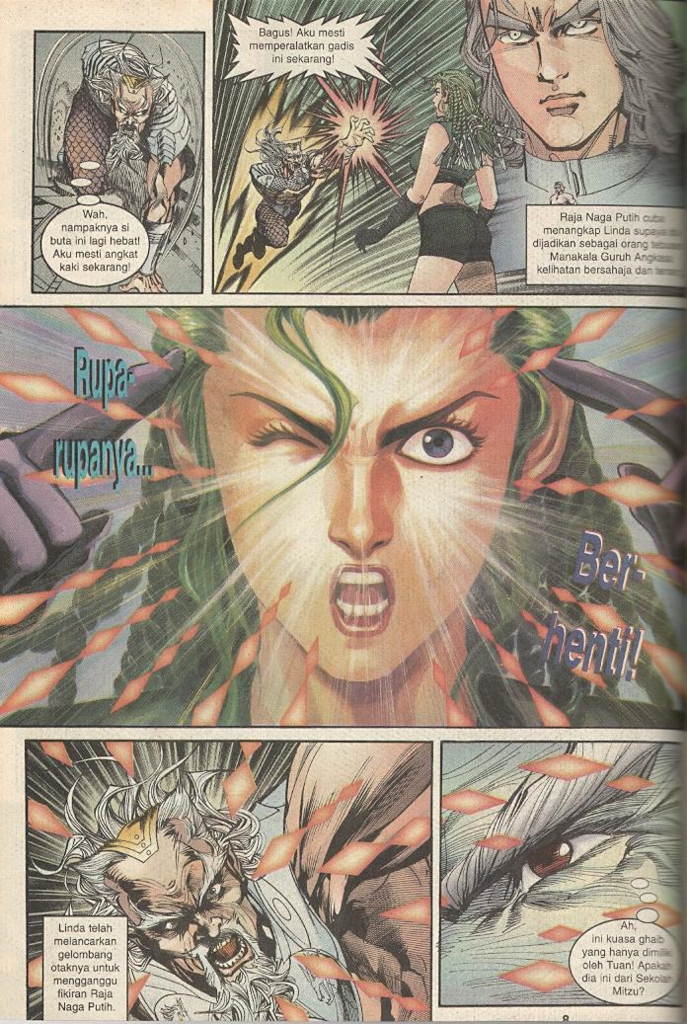 Wah,
nampaknya si
buta ini lagi hebat!
Aku mesti angkat
kaki sekarang!
Bagus! Aku mesti
memperalatkan gadis
ini sekarang!
Raja Naga Putih cuba
menangkap Linda supaya
dijadikan sebagai orang tebusan
Manakala Guruh Angkasa
kelihatan bersahaja dan
Rupa-
rupanya...
Ber-
henti!
Linda telah
melancarkan
gelombang
otaknya untuk
mengganggu
fikiran Raja
Naga Putih.
Ah,
ini kuasa ghaib
yang hanya dimiliki
oleh Tuan! Apakah
dia ini dari Sekolah
Mitzu?
8